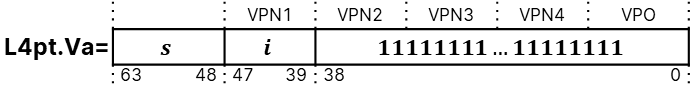 VPN1 VPN2 VPN3 VPN4 VPO
L4pt.Va= s i 11111111 ... 11111111
63 48 47 39 38 0